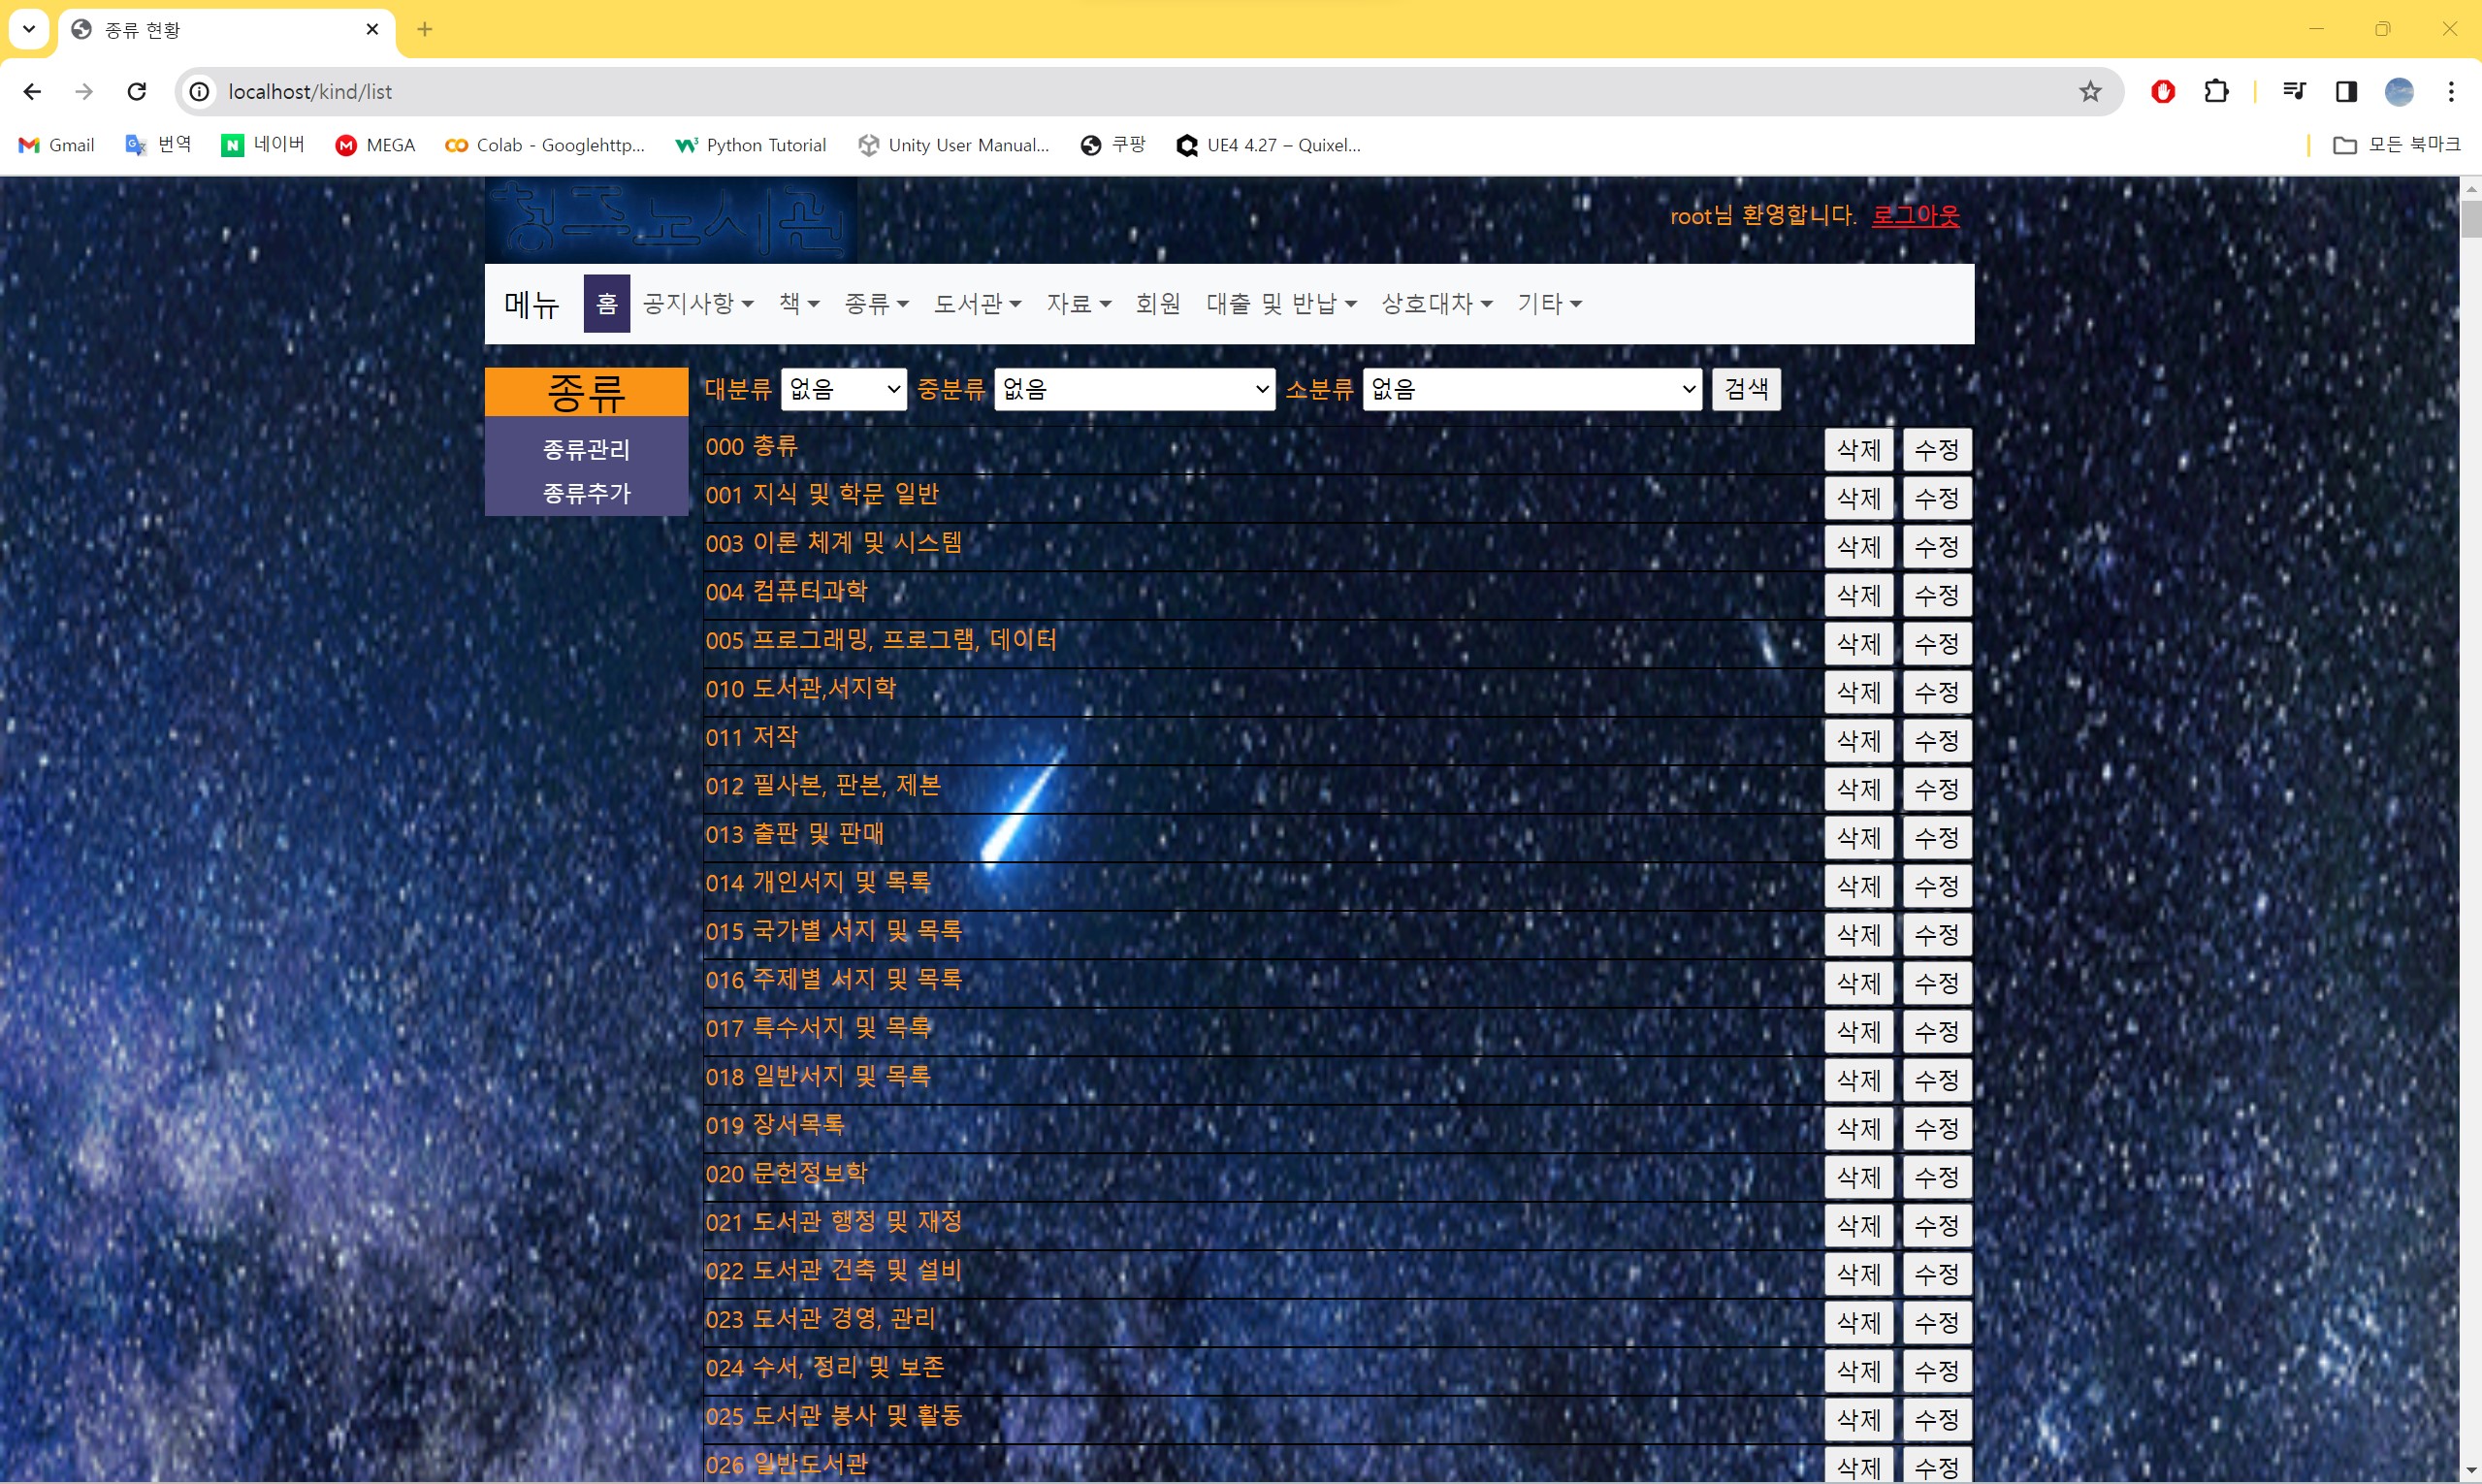 종류 현황
localhost/kind/list
Gmail 번역 네이버 MEGA Colab - Googlehttp... Python Tutorial Unity User Manual... 쿠팡 UE4 4.27 – Quixel... 모든 북마크
청주도시관
root님 환영합니다. 로그아웃
메뉴 홈 공지사항 책 종류 도서관 자료 회원 대출 및 반납 상호대차 기타
종류
종류관리
종류추가
대분류 없음 중분류 없음 소분류 없음 검색
000 총류 삭제 수정
001 지식 및 학문 일반 삭제 수정
003 이론 체계 및 시스템 삭제 수정
004 컴퓨터과학 삭제 수정
005 프로그래밍, 프로그램, 데이터 삭제 수정
010 도서관,서지학 삭제 수정
011 저작 삭제 수정
012 필사본, 판본, 제본 삭제 수정
013 출판 및 판매 삭제 수정
014 개인서지 및 목록 삭제 수정
015 국가별 서지 및 목록 삭제 수정
016 주제별 서지 및 목록 삭제 수정
017 특수서지 및 목록 삭제 수정
018 일반서지 및 목록 삭제 수정
019 장서목록 삭제 수정
020 문헌정보학 삭제 수정
021 도서관 행정 및 재정 삭제 수정
022 도서관 건축 및 설비 삭제 수정
023 도서관 경영, 관리 삭제 수정
024 수서, 정리 및 보존 삭제 수정
025 도서관 봉사 및 활동 삭제 수정
026 일반도서관 삭제 수정